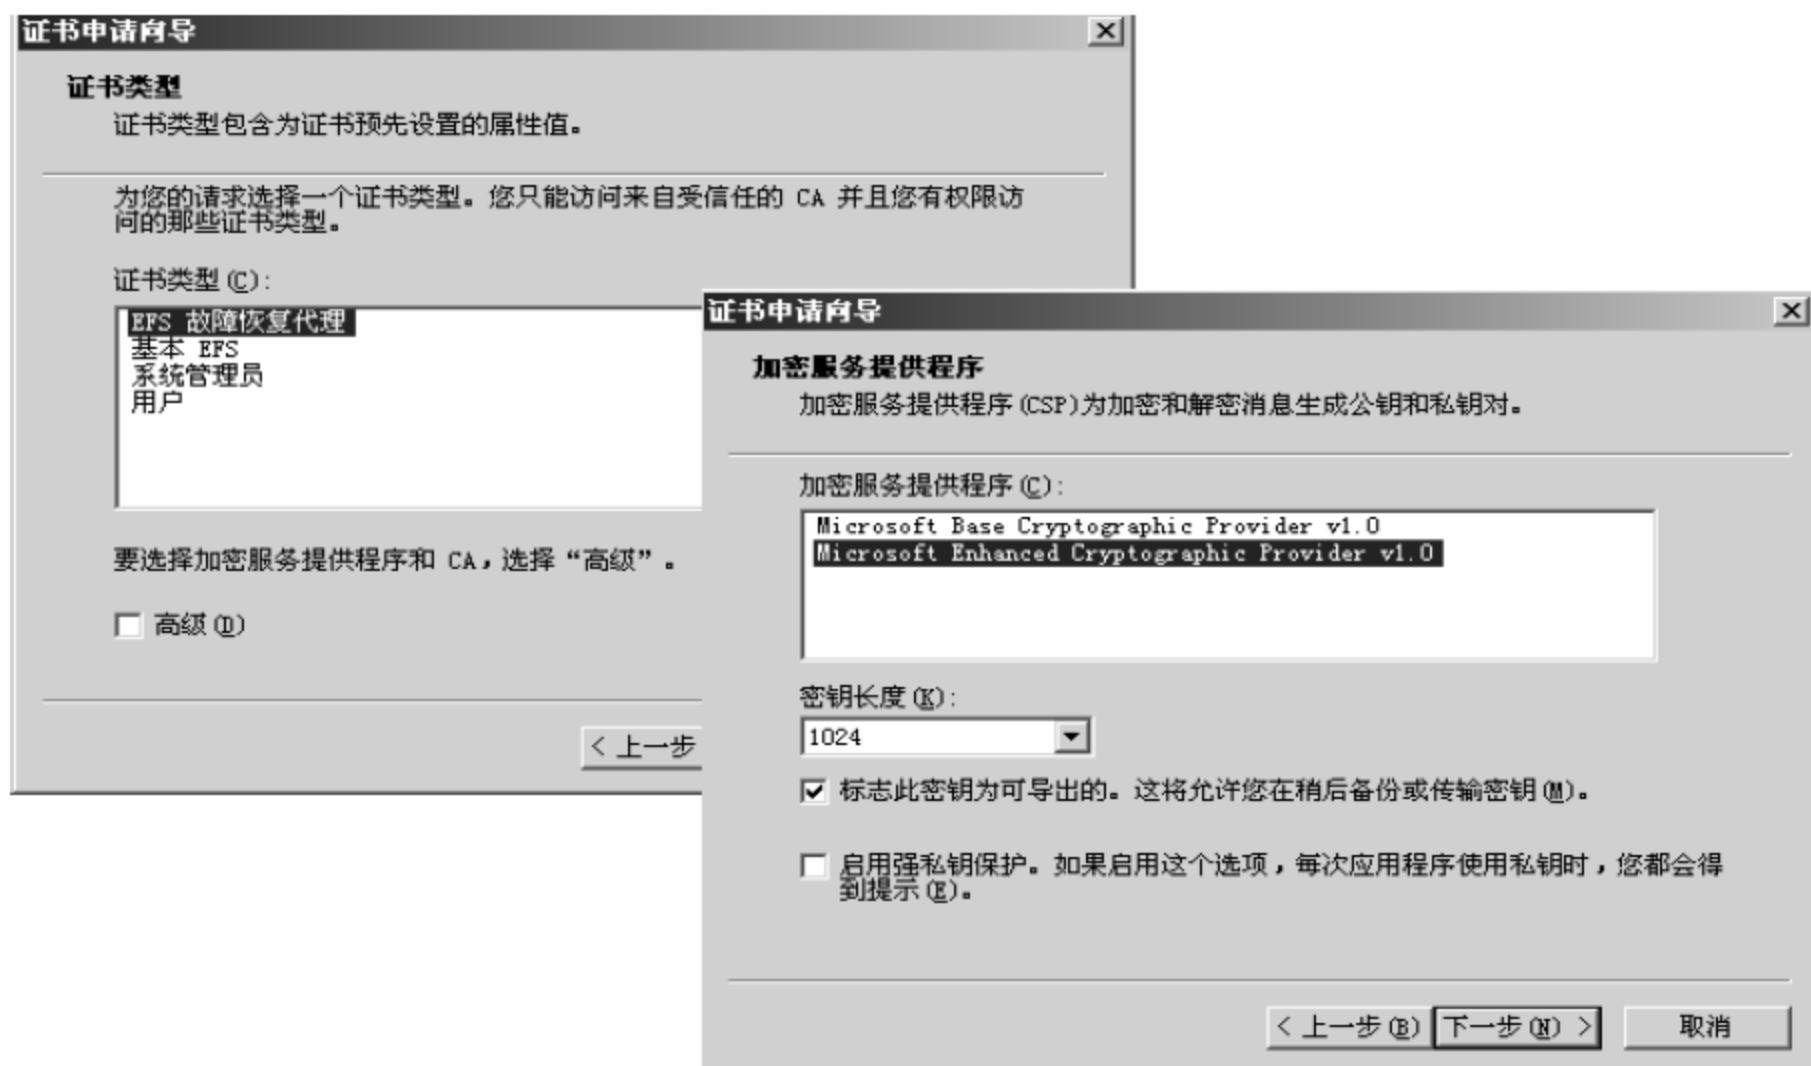 证书申请向导
证书类型
证书类型包含为证书预先设置的属性值。
为您的请求选择一个证书类型。您只能访问来自受信任的 CA 并且您有权限访
问的那些证书类型。
证书类型(C):
EFS 故障恢复代理
基本 EFS
系统管理员
用户
要选择加密服务提供程序和 CA,选择“高级”。
高级(D)
< 上一步
证书申请向导
加密服务提供程序
加密服务提供程序(CSP)为加密和解密消息生成公钥和私钥对。
加密服务提供程序(C):
Microsoft Base Cryptographic Provider v1.0
Microsoft Enhanced Cryptographic Provider v1.0
密钥长度(K):
1024
标志此密钥为可导出的。这将允许您在稍后备份或传输密钥(M)。
启用强私钥保护。如果启用这个选项,每次应用程序使用私钥时,您都会得
到提示(E)。
< 上一步(B) 下一步(N) > 取消